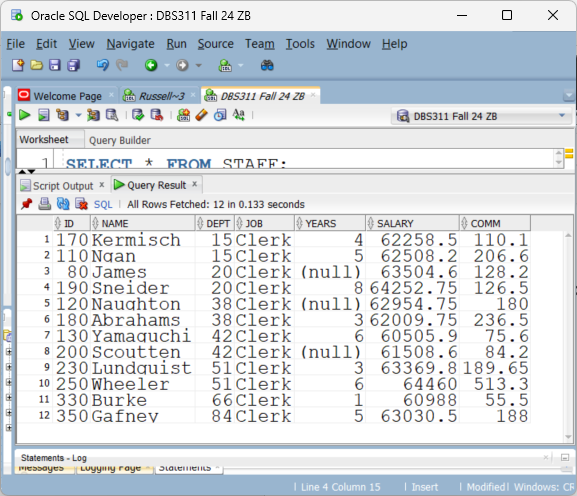 Oracle SQL Developer : DBS311 Fall 24 ZB
File Edit View Navigate Run Source Team Tools Window Help
Welcome Page Russell~3 DBS311 Fall 24 ZB
DBS311 Fall 24 ZB
Worksheet Query Builder
1 SELECT * FROM STAFF;
Script Output Query Result
SQL All Rows Fetched: 12 in 0.133 seconds
ID NAME DEPT JOB YEARS SALARY COMM
1 170 Kermisch 15 Clerk 4 62258.5 110.1
2 110 Ngan 15 Clerk 5 62508.2 206.6
3 80 James 20 Clerk (null) 63504.6 128.2
4 190 Sneider 20 Clerk 8 64252.75 126.5
5 120 Naughton 38 Clerk (null) 62954.75 180
6 180 Abrahams 38 Clerk 3 62009.75 236.5
7 130 Yamaguchi 42 Clerk 6 60505.9 75.6
8 200 Scoutten 42 Clerk (null) 61508.6 84.2
9 230 Lundquist 51 Clerk 3 63369.8 189.65
10 250 Wheeler 51 Clerk 6 64460 513.3
11 330 Burke 66 Clerk 1 60988 55.5
12 350 Gafney 84 Clerk 5 63030.5 188
Statements - Log
Messages Logging Page Statements
Line 4 Column 15 Insert Modified Windows: CR